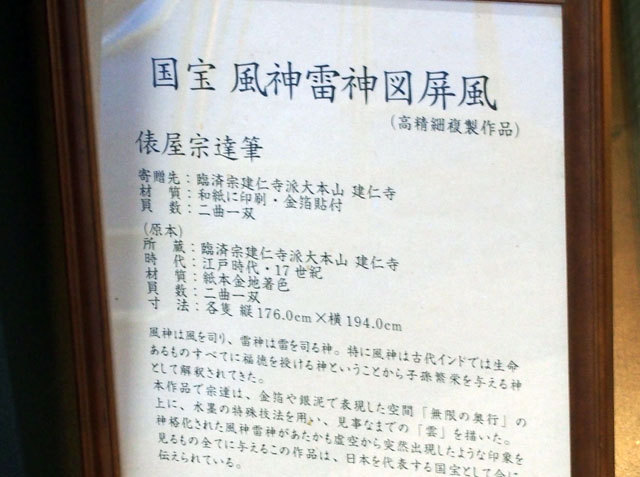 国宝 風神雷神図屏風
(高精細複製作品)
俵屋宗達筆
寄贈先：臨済宗建仁寺派大本山 建仁寺
材 質：和紙に印刷・金箔貼付
員 数：二曲一双
(原本)
所 蔵：臨済宗建仁寺派大本山 建仁寺
時 代：江戸時代・17世紀
材 質：紙本金地着色
員 数：二曲一双
寸 法：各隻 縦176.0cm×横194.0cm
風神は風を司り、雷神は雷を司る神。特に風神は古代インドでは生命
あるものすべてに福徳を授ける神ということから子孫繁栄を与える神
として解釈されてきた。
本作品で宗達は、金箔や銀泥で表現した空間「無限の奥行」の
上に、水墨の特殊技法を用い、見事なまでの「雲」を描いた。
神格化された風神雷神があたかも虚空から突然出現したような印象を
見るもの全てに与えるこの作品は、日本を代表する国宝として今に
伝えられている。